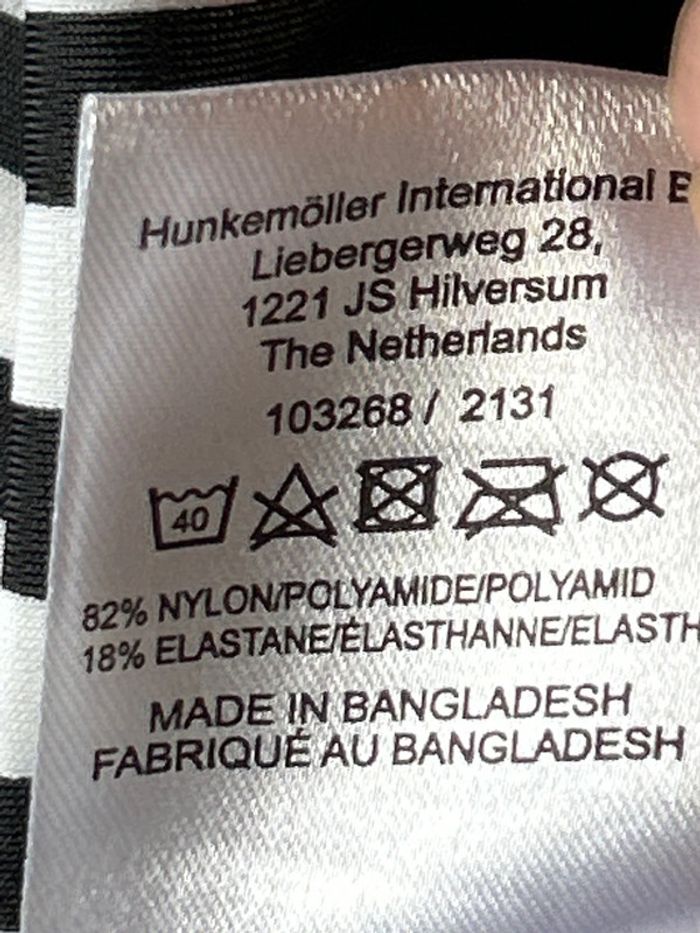 Hunkemöller International B
Liebergerweg 28,
1221 JS Hilversum
The Netherlands
103268 / 2131
40
82% NYLON/POLYAMIDE/POLYAMID
18% ELASTANE/ÉLASTHANNE/ELASTH
MADE IN BANGLADESH
FABRIQUÉ AU BANGLADESH